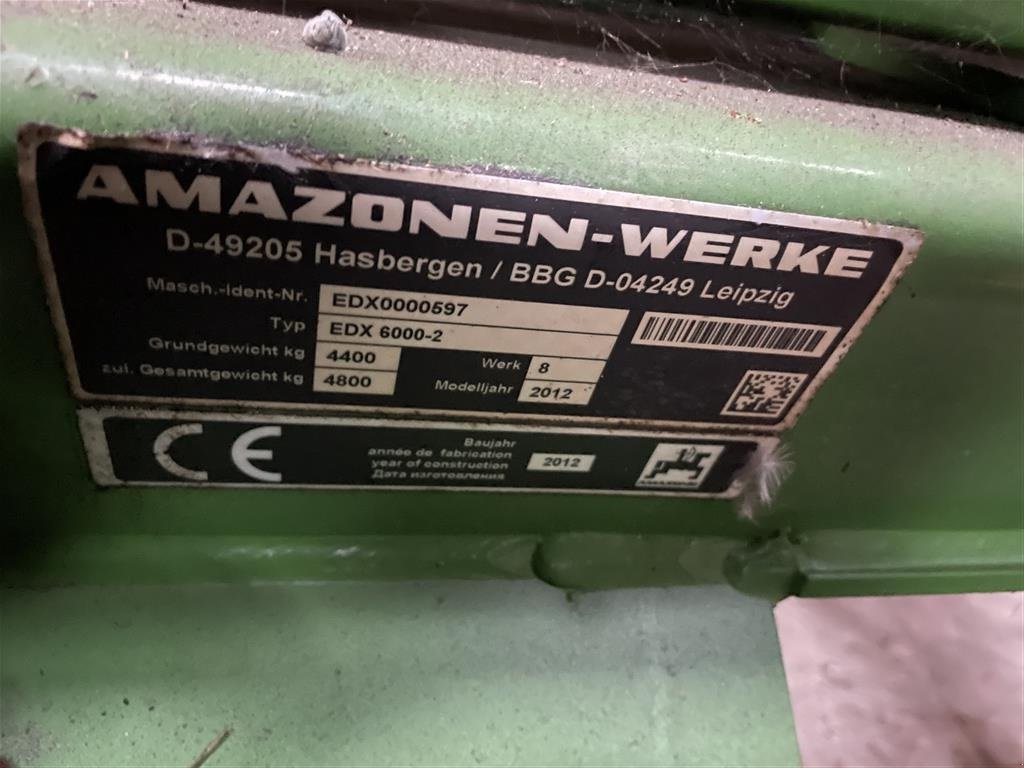 AMAZONEN-WERKE
D-49205 Hasbergen / BBG D-04249 Leipzig
Masch.-Ident-Nr. EDX0000597
Typ EDX 6000-2
Grundgewicht kg 4400 Werk 8
zul. Gesamtgewicht kg 4800 Modelljahr 2012
CE
Baujahr
année de fabrication
year of construction 2012
Дата изготовления
AMAZONE